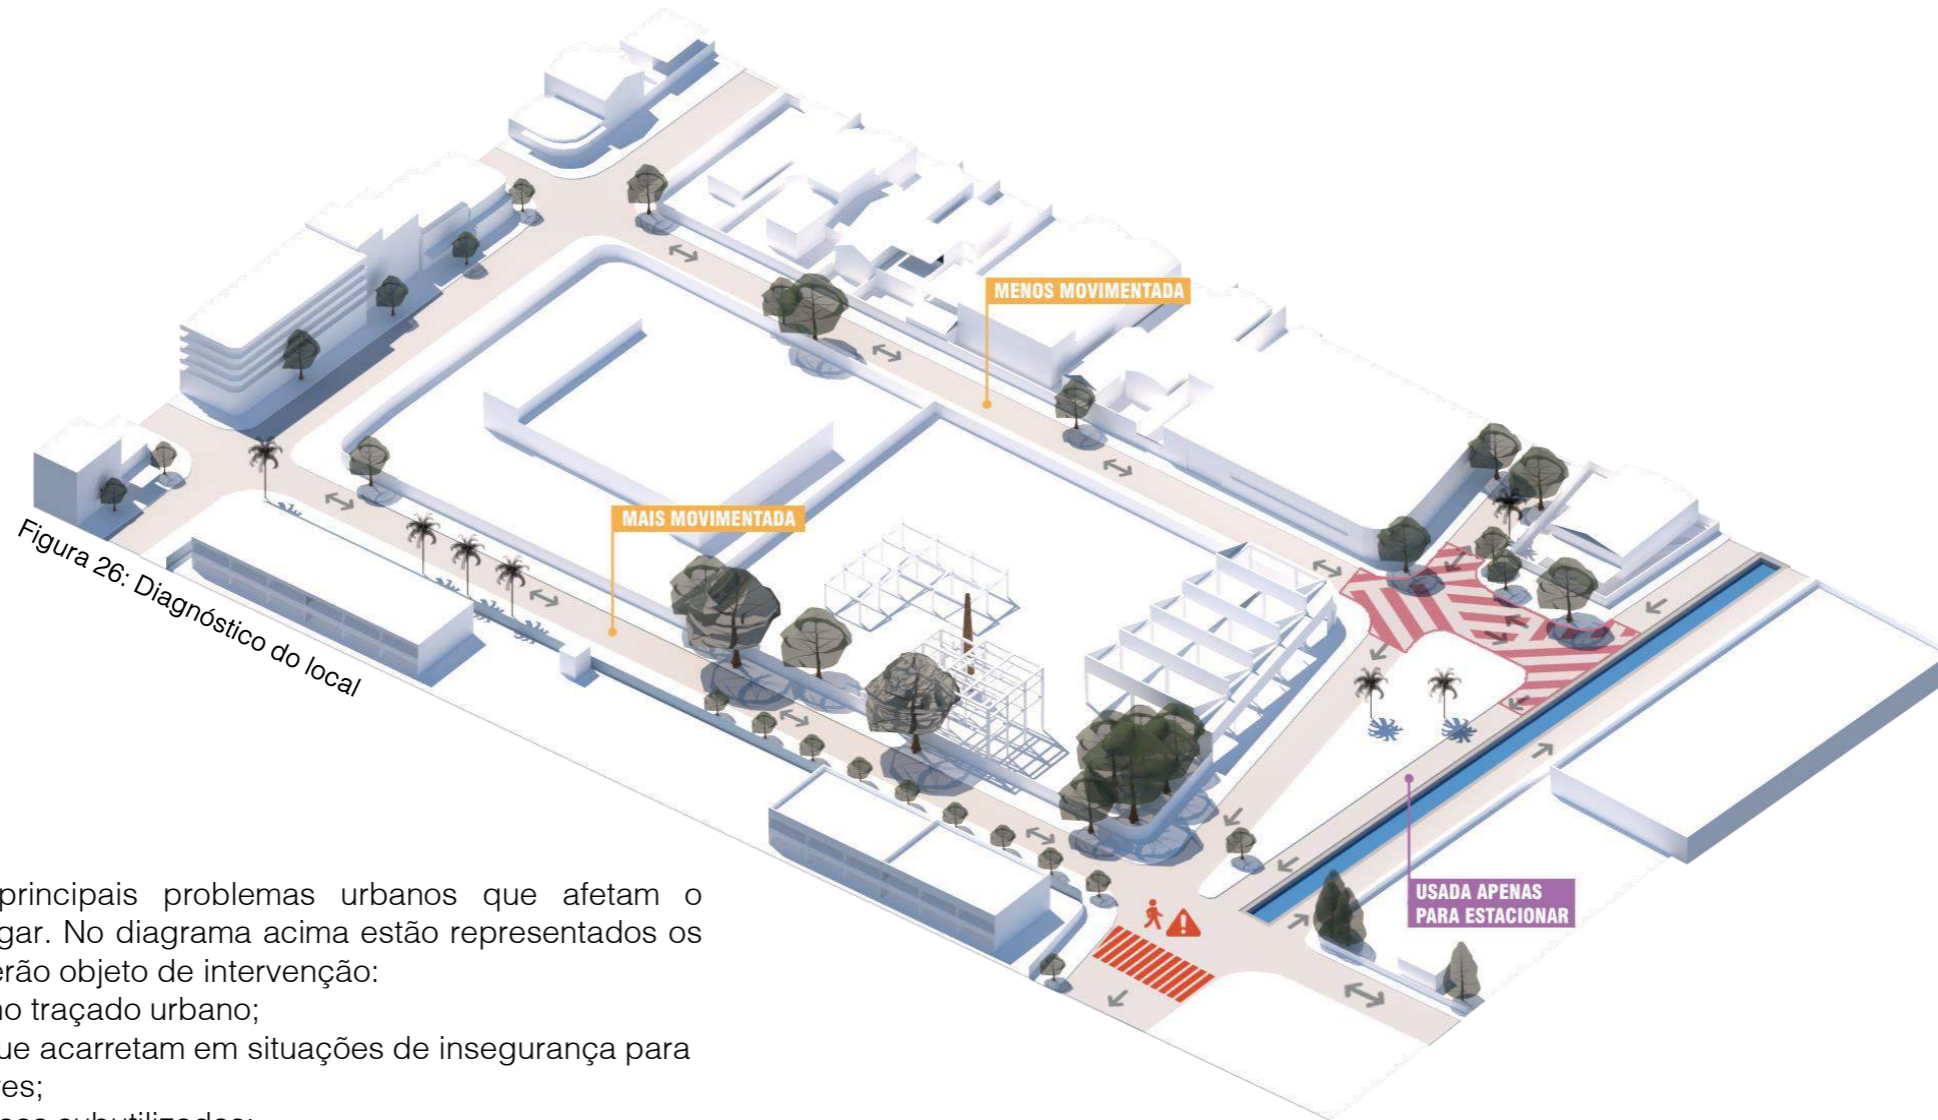 MENOS MOVIMENTADA
MAIS MOVIMENTADA
Figura 26: Diagnóstico do local
USADA APENAS
PARA ESTACIONAR
principais problemas urbanos que afetam o
gar. No diagrama acima estão representados os
erão objeto de intervenção:
no traçado urbano;
ue acarretam em situações de insegurança para
res;